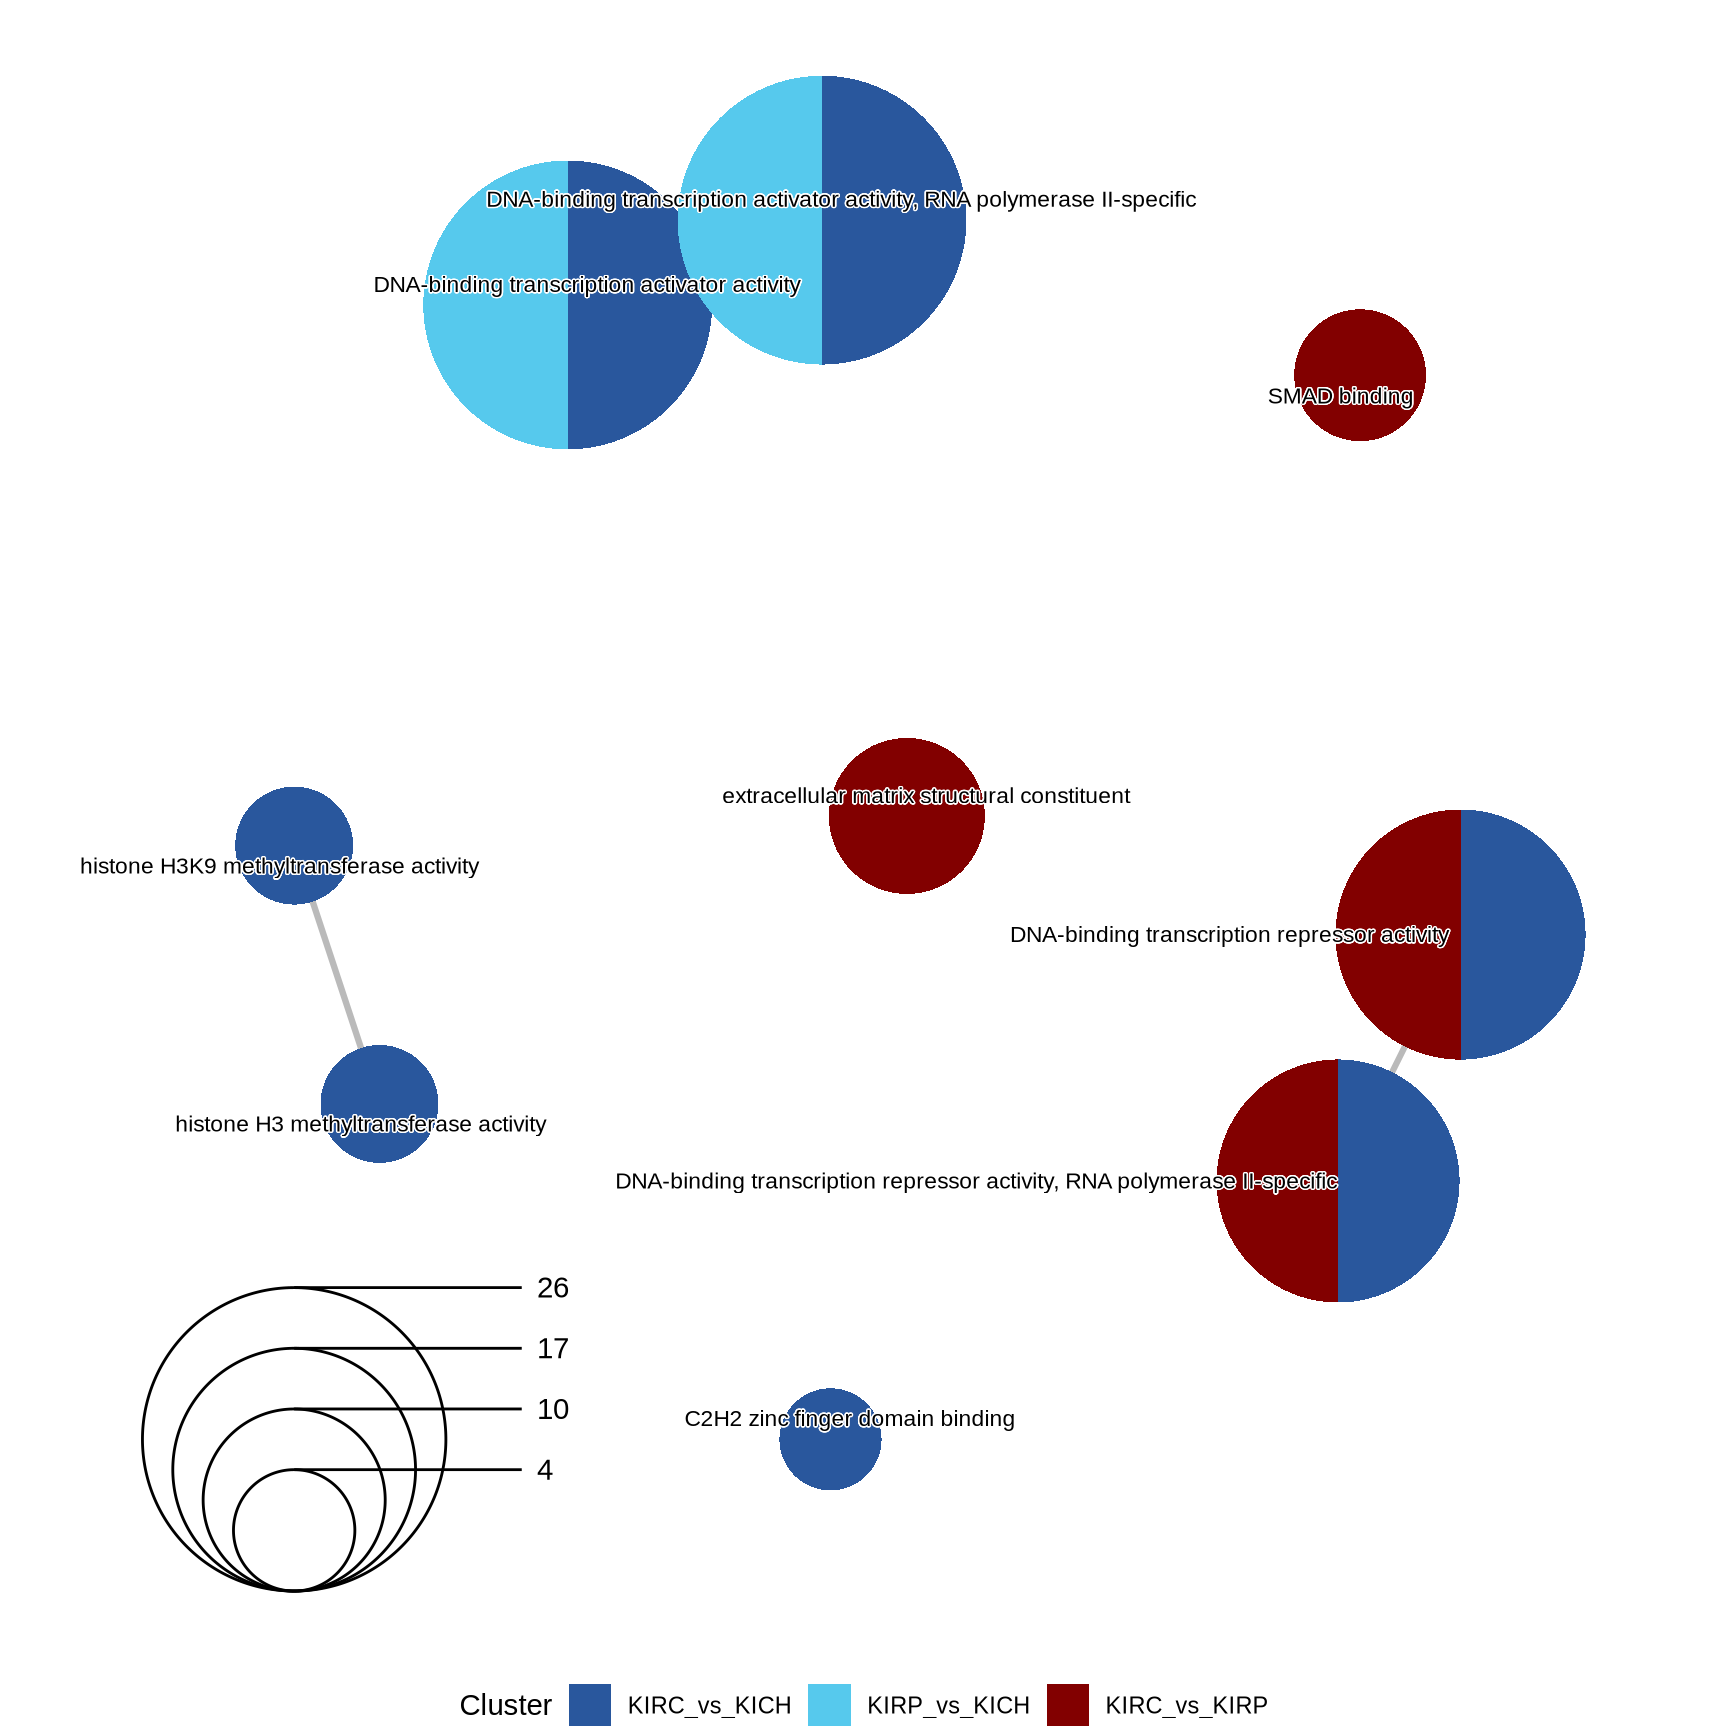 DNA-binding transcription activator activity, RNA polymerase II-specific
DNA-binding transcription activator activity
SMAD binding
extracellular matrix structural constituent
histone H3K9 methyltransferase activity
DNA-binding transcription repressor activity
histone H3 methyltransferase activity
DNA-binding transcription repressor activity, RNA polymerase II-specific
26
17
10
4
C2H2 zinc finger domain binding
Cluster KIRC_vs_KICH KIRP_vs_KICH KIRC_vs_KIRP